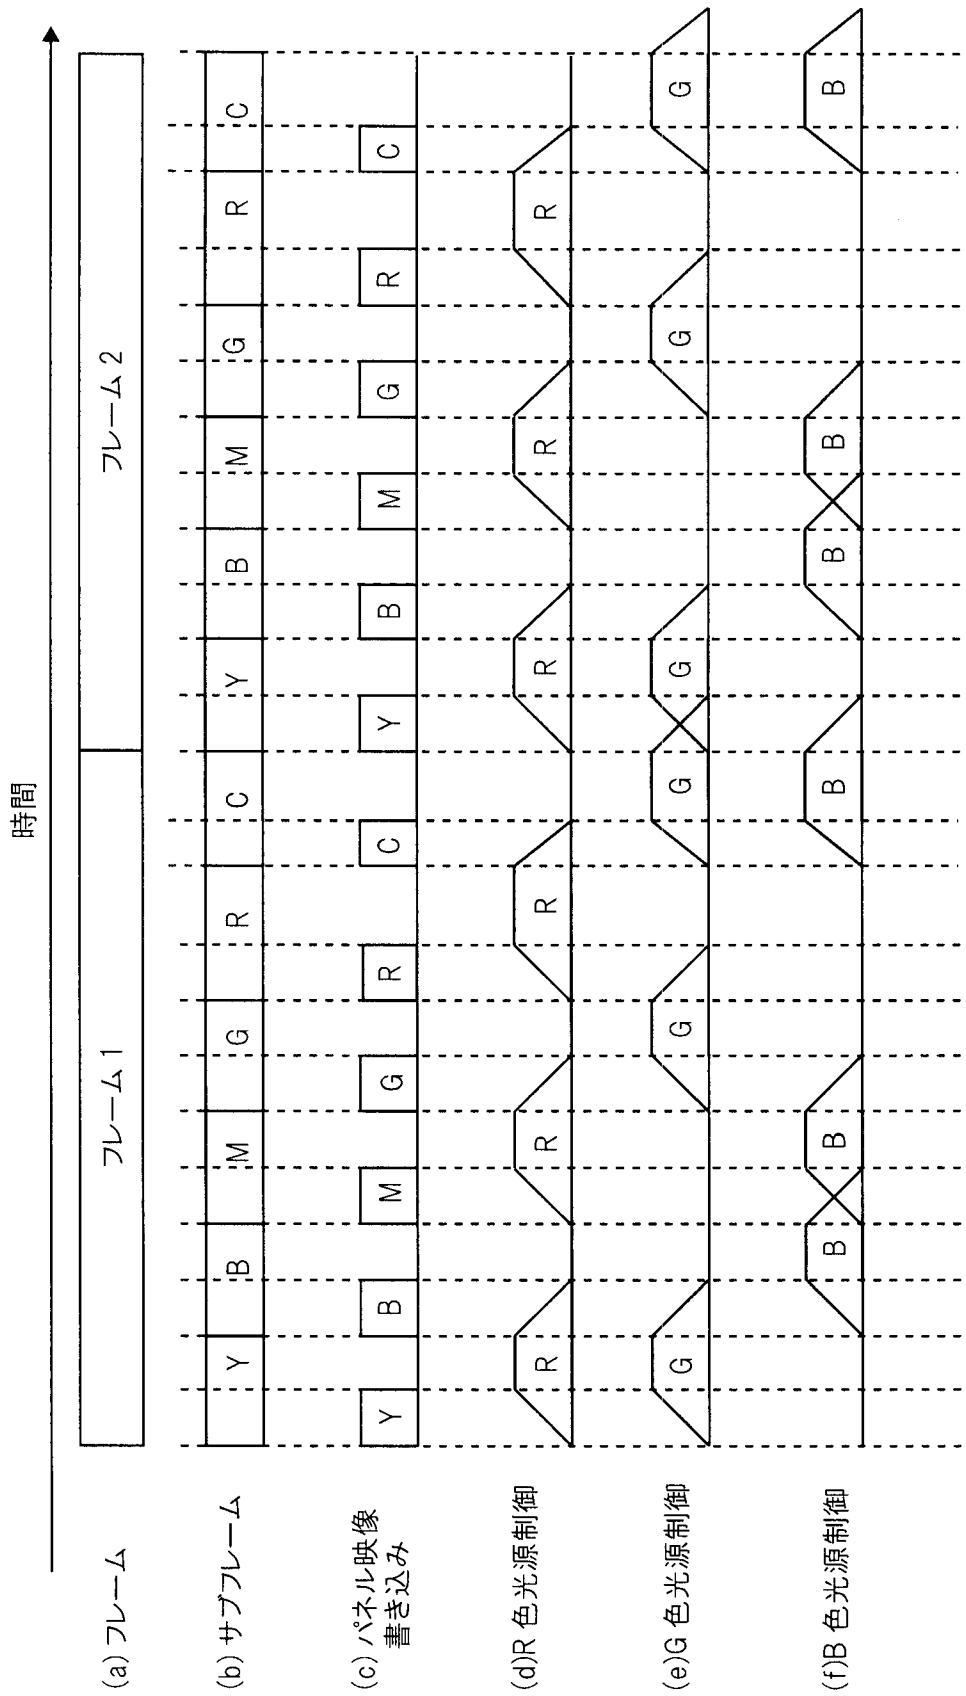 時間
(a) フレーム
フレーム 1
フレーム 2
(b) サブフレーム
Y B M G R C Y B M G R C
(c) パネル映像
書き込み
Y B M G R C Y B M G R C
(d)R 色光源制御
R R R R R R
(e)G 色光源制御
G G G G G G
(f)B 色光源制御
B B B B B B